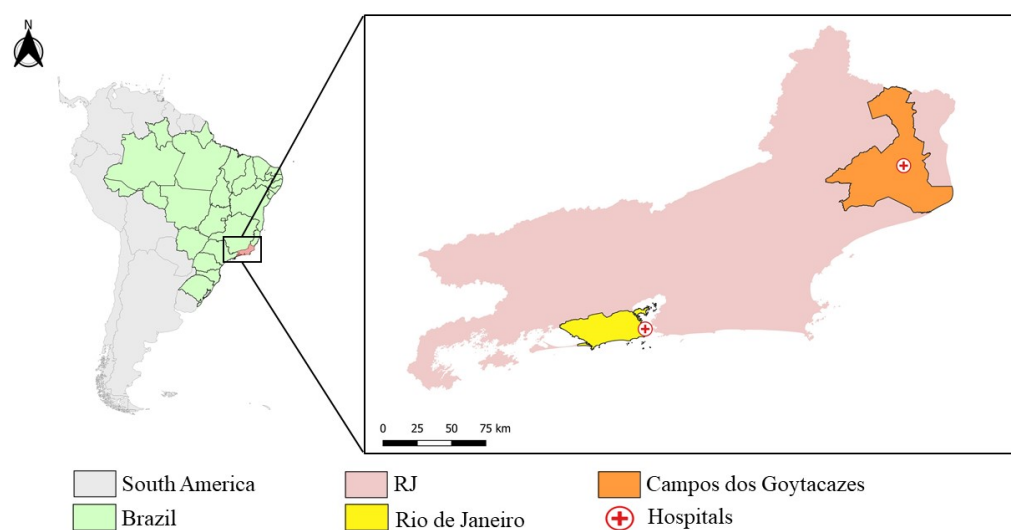 N
0 25 50 75 km
South America
RJ
Campos dos Goytacazes
Brazil
Rio de Janeiro
Hospitals